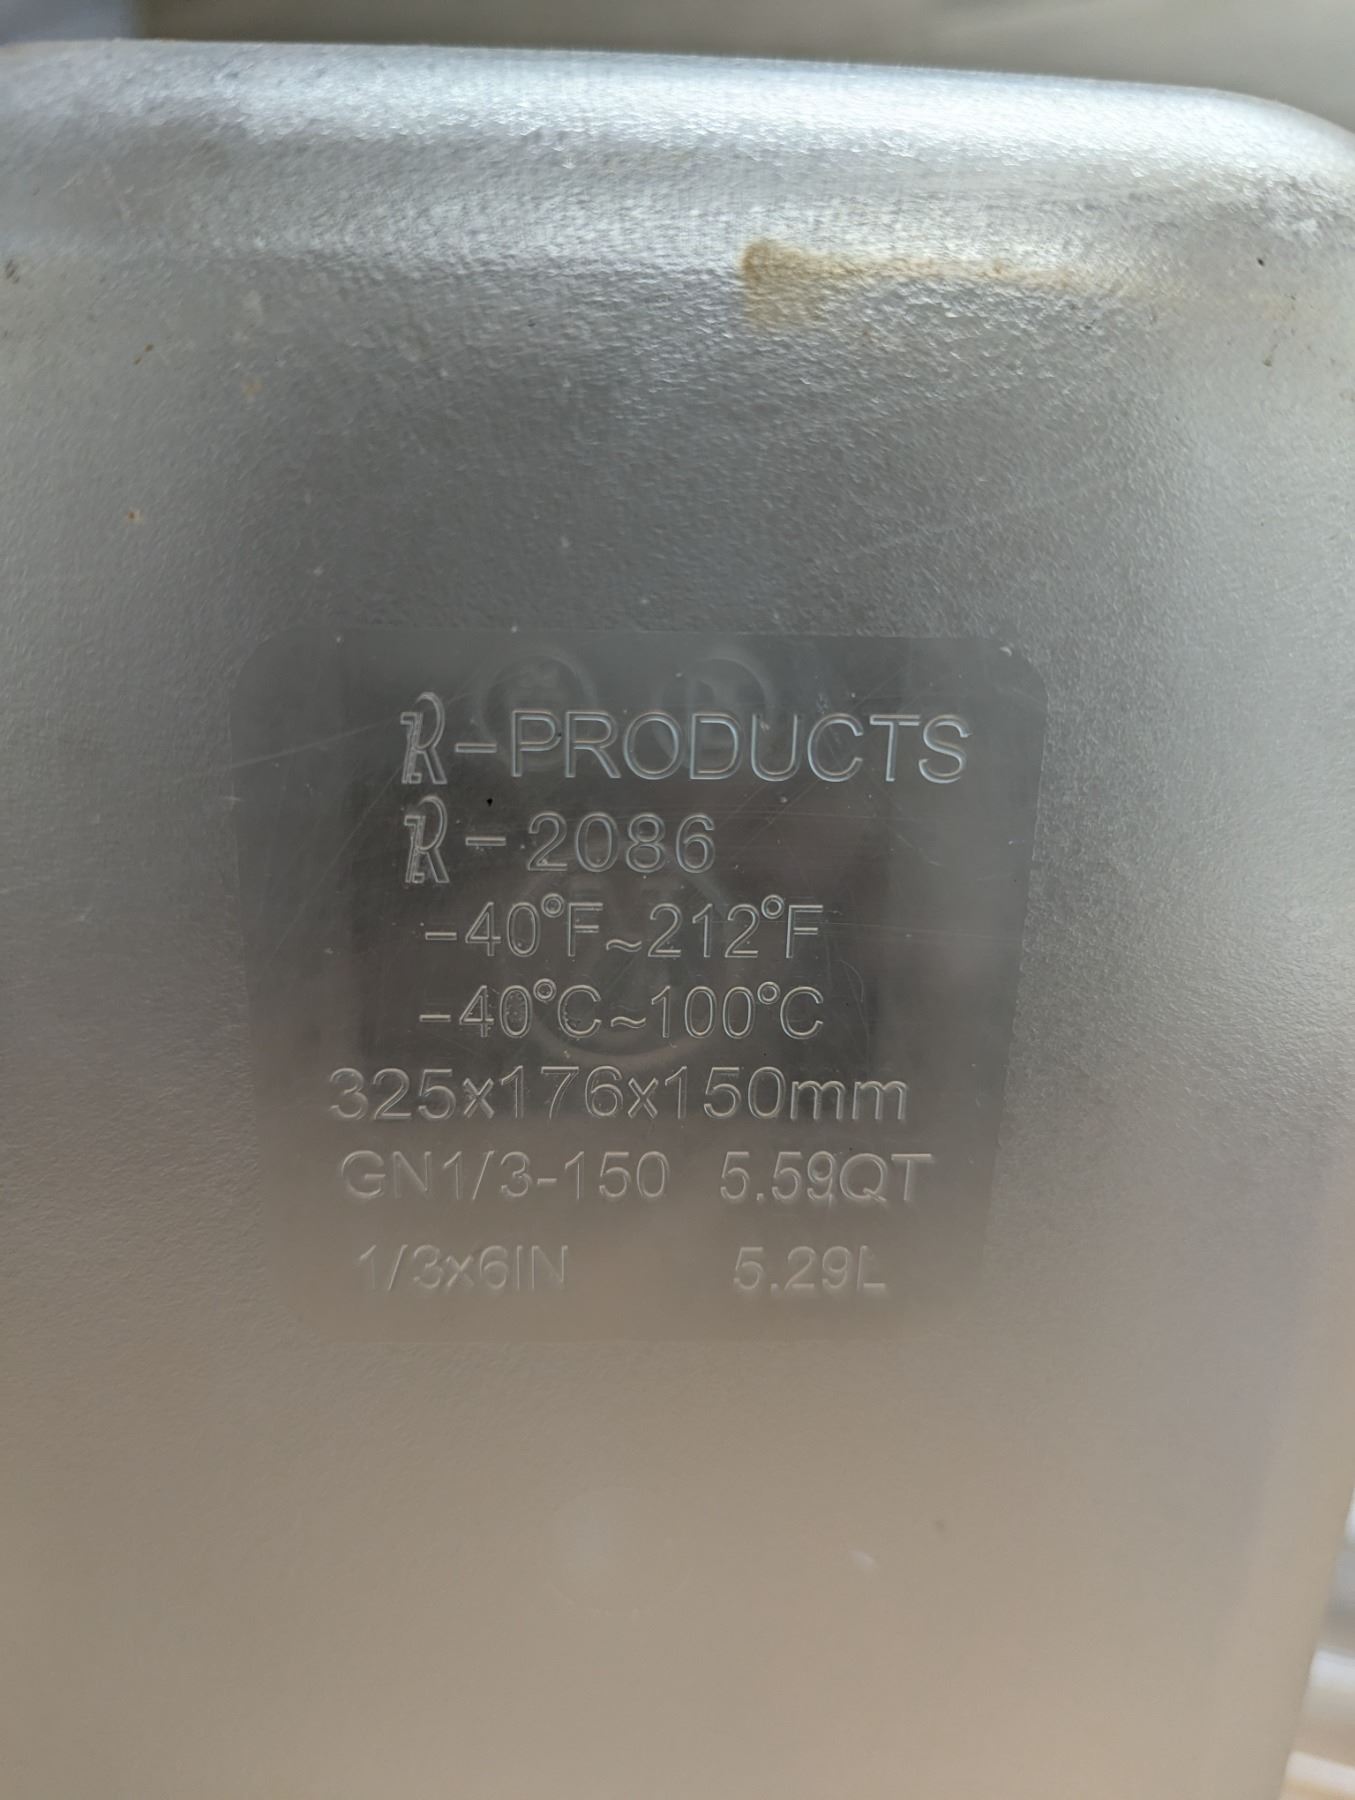 R-PRODUCTS
R-2086
-40°F~212°F
-40°C~100°C
325x176x150mm
GN1/3-150 5.59QT
1/3x6IN 5.29L